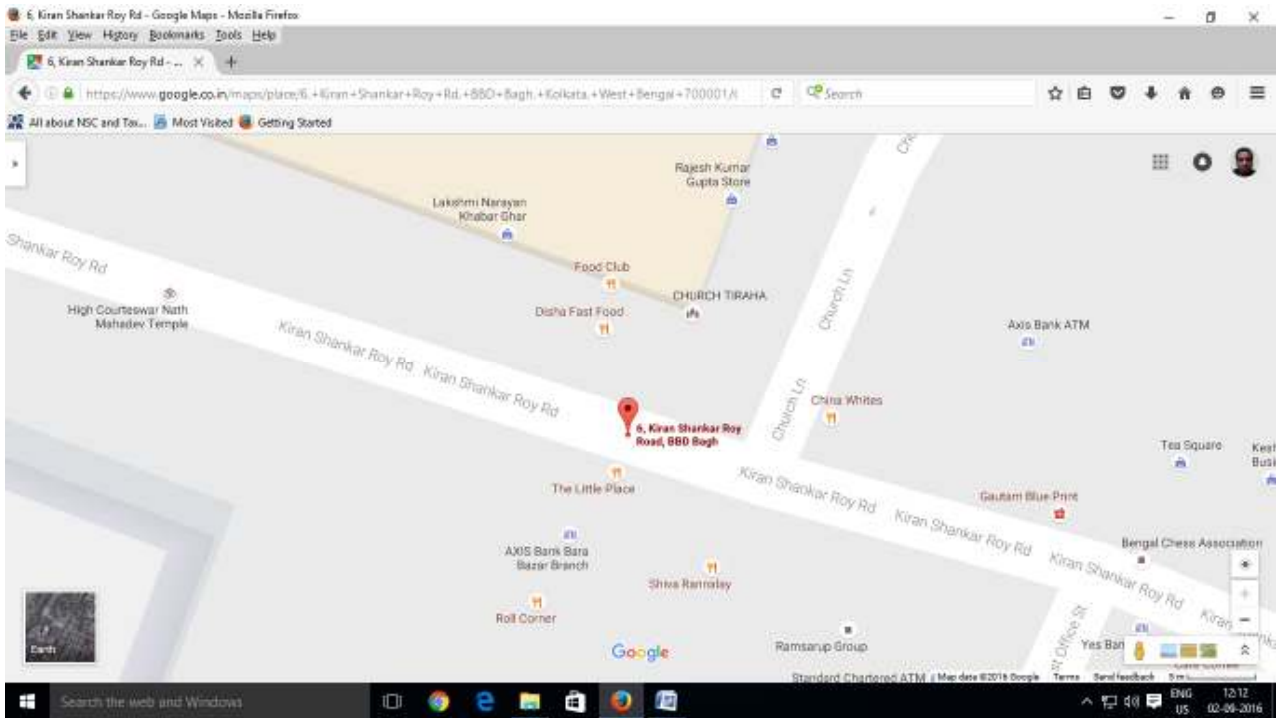 6, Kiran Shankar Roy Rd - Google Maps - Mozilla Firefox
File Edit View History Bookmarks Tools Help
6, Kiran Shankar Roy Rd - ...
https://www.google.co.in/maps/place/6,+Kiran+Shankar+Roy+Rd,+BBD+Bagh,+Kolkata,+West+Bengal+700001/
Search
All about NSC and Tax... Most Visited Getting Started
Rajesh Kumar
Gupta Store
Lakshmi Narayan
Khabar Ghar
Shankar Roy Rd
Food Club
CHURCH TIRAHA
High Courteswar Nath
Mahadev Temple
Disha Fast Food
Church Ln
Axis Bank ATM
Kiran Shankar Roy Rd
Kiran Shankar Roy Rd
Church Ln
China Whites
6, Kiran Shankar Roy
Road, BBD Bagh
Tea Square
The Little Place
Kiran Shankar Roy Rd
Gautam Blue Print
Kiran Shankar Roy Rd
AXIS Bank Bara
Bazar Branch
Bengal Chess Association
Kiran Shankar Roy Rd
Shiva Rannalay
Roll Corner
Kiran
Earth
Google
Ramsarup Group
Office St
Yes Ban
Standard Chartered ATM
Map data ©2016 Google Terms Send feedback 5 m
Search the web and Windows
ENG
US
12:12
02-09-2016